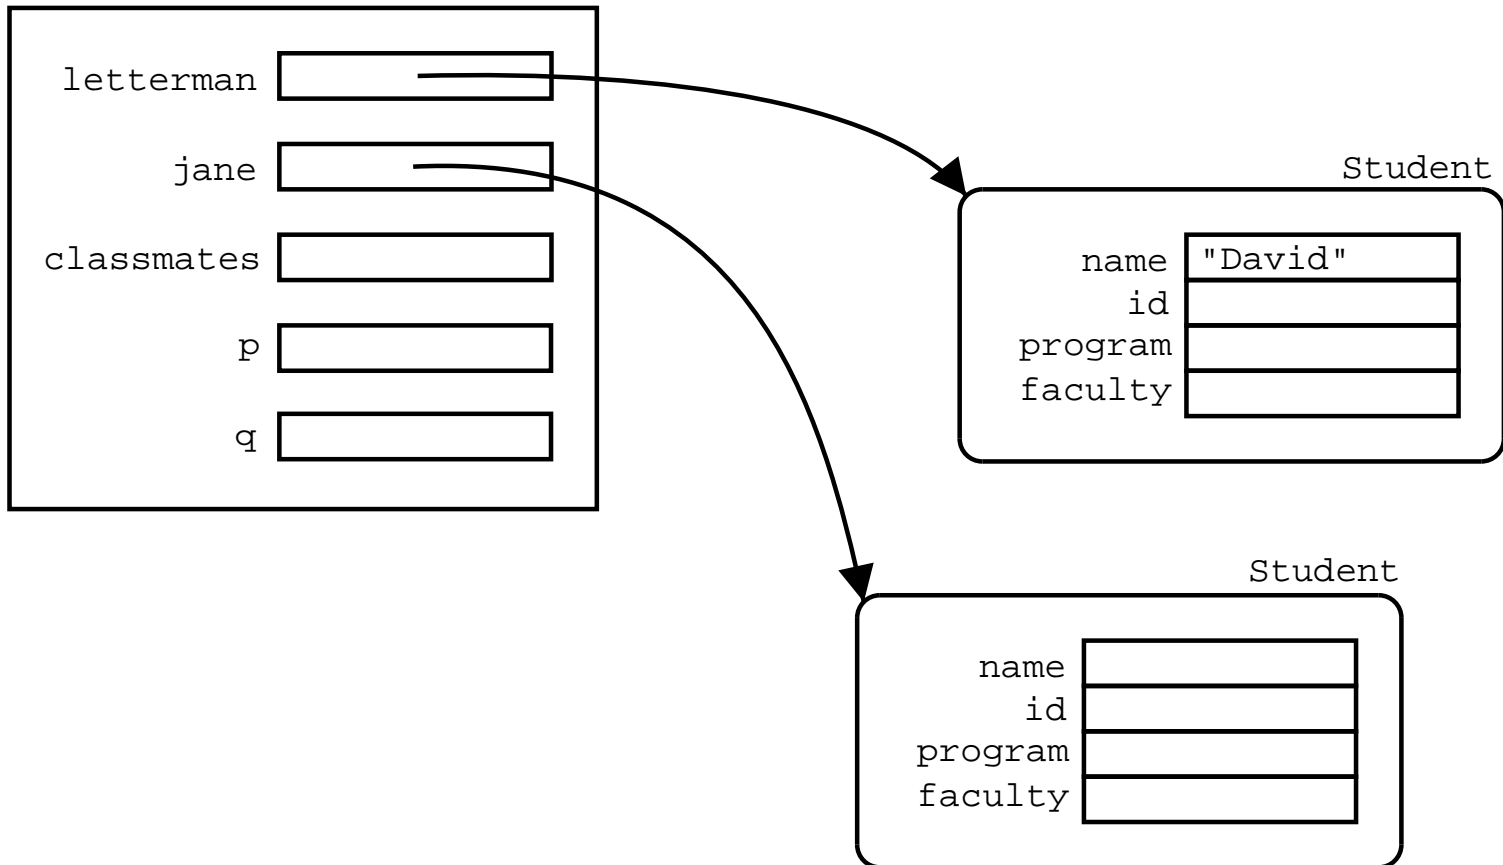 letterman
jane
classmates
p
q
Student
name "David"
id
program
faculty
Student
name
id
program
faculty